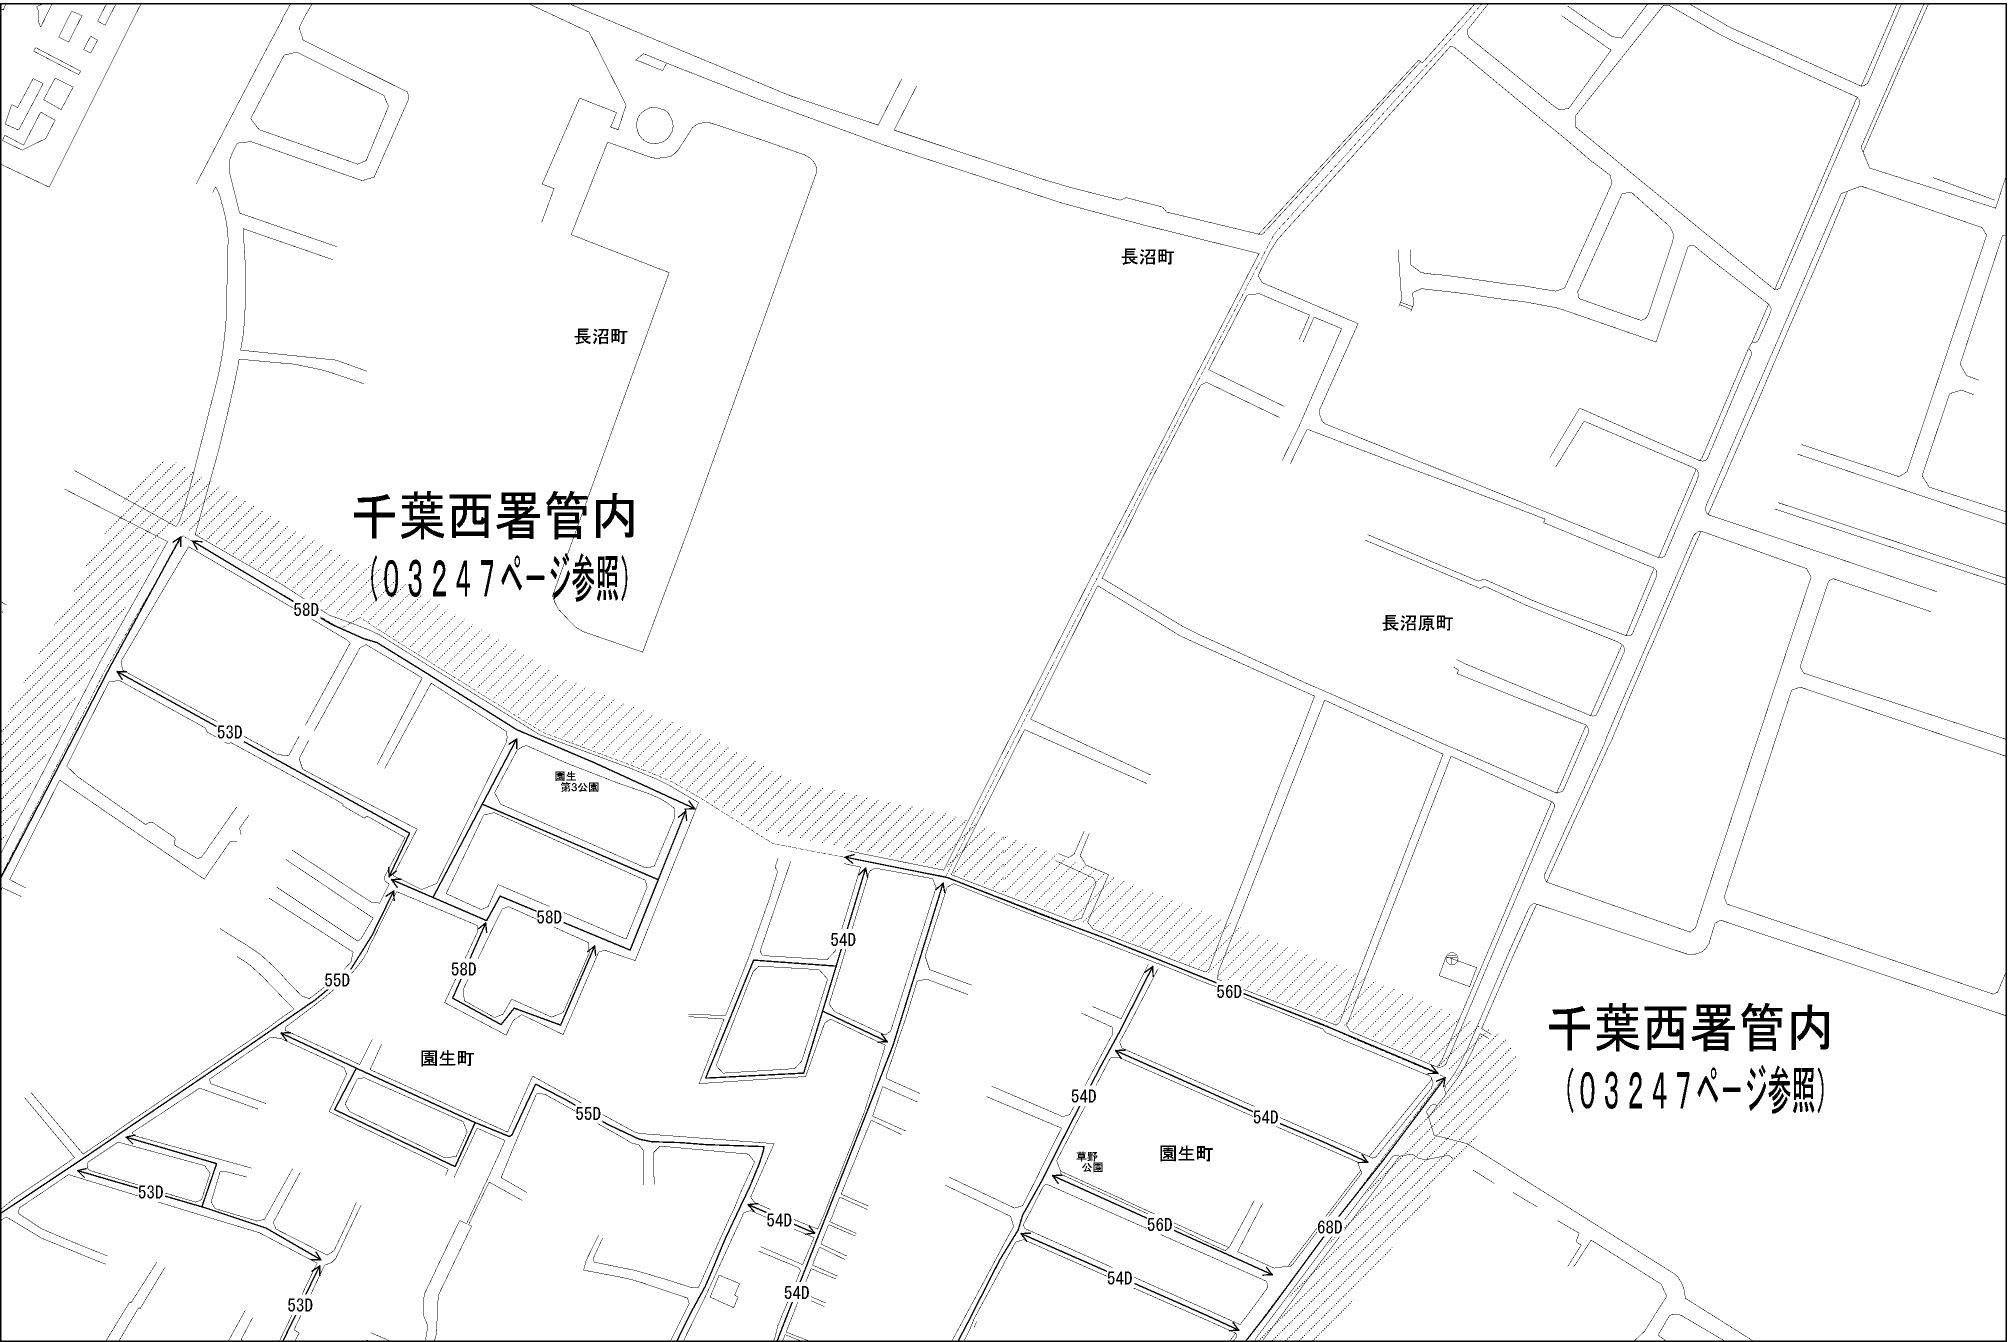 長沼町
長沼町
千葉西署管内
(03247ページ参照)
58D
長沼原町
53D
園生
第3公園
58D
54D
58D
55D
56D
千葉西署管内
(03247ページ参照)
園生町
54D
55D
54D
園生町
草野
公園
53D
54D
56D
68D
54D
54D
53D